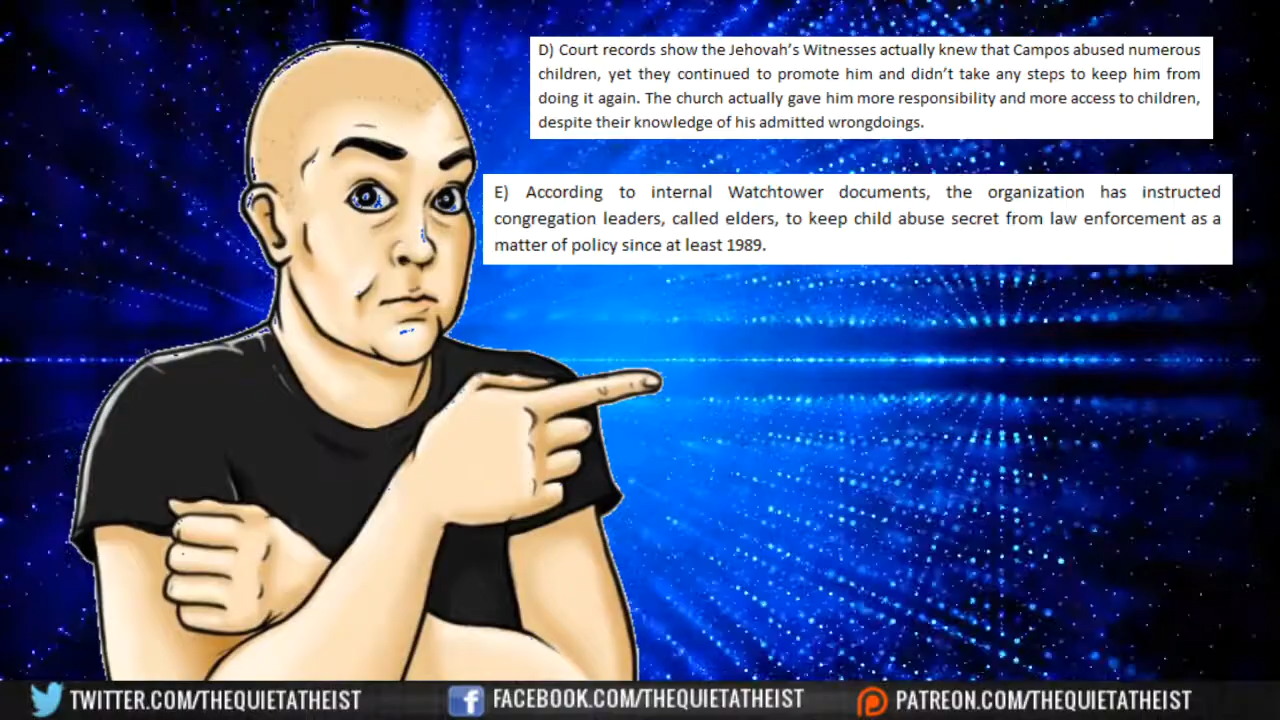 D) Court records show the Jehovah’s Witnesses actually knew that Campos abused numerous
children, yet they continued to promote him and didn’t take any steps to keep him from
doing it again. The church actually gave him more responsibility and more access to children,
despite their knowledge of his admitted wrongdoings.
E) According to internal Watchtower documents, the organization has instructed
congregation leaders, called elders, to keep child abuse secret from law enforcement as a
matter of policy since at least 1989.
TWITTER.COM/THEQUIETATHEIST
FACEBOOK.COM/THEQUIETATHEIST
PATREON.COM/THEQUIETATHEIST